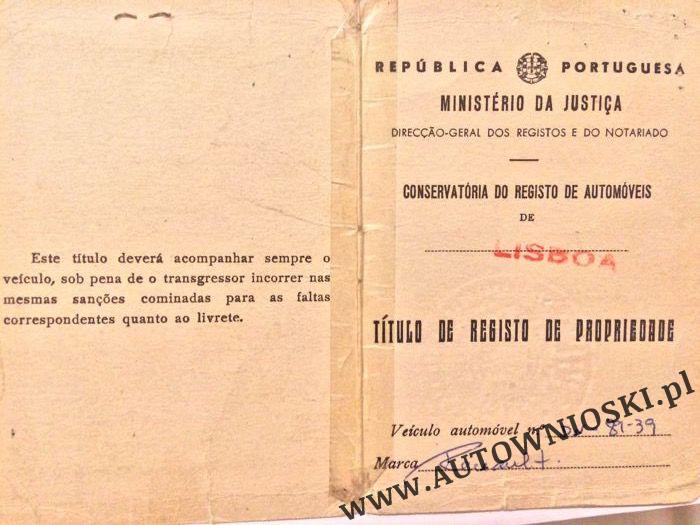 Este título deverá acompanhar sempre o
veículo, sob pena de o transgressor incorrer nas
mesmas sanções cominadas para as faltas
correspondentes quanto ao livrete.
REPÚBLICA PORTUGUESA
MINISTÉRIO DA JUSTIÇA
DIRECÇÃO-GERAL DOS REGISTOS E DO NOTARIADO
CONSERVATÓRIA DO REGISTO DE AUTOMÓVEIS
DE
LISBOA
TÍTULO DE REGISTO DE PROPRIEDADE
Veículo automóvel n.º 81-39
Marca
www.AUTOWNIOSKI.pl